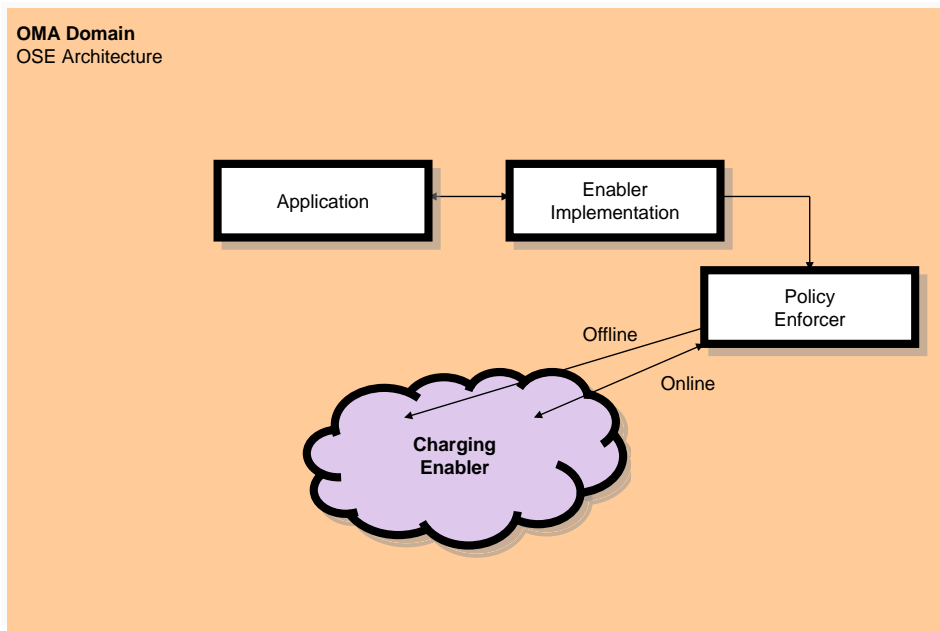 OMA Domain
OSE Architecture
Application
Enabler
Implementation
Policy
Enforcer
Offline
Online
Charging
Enabler